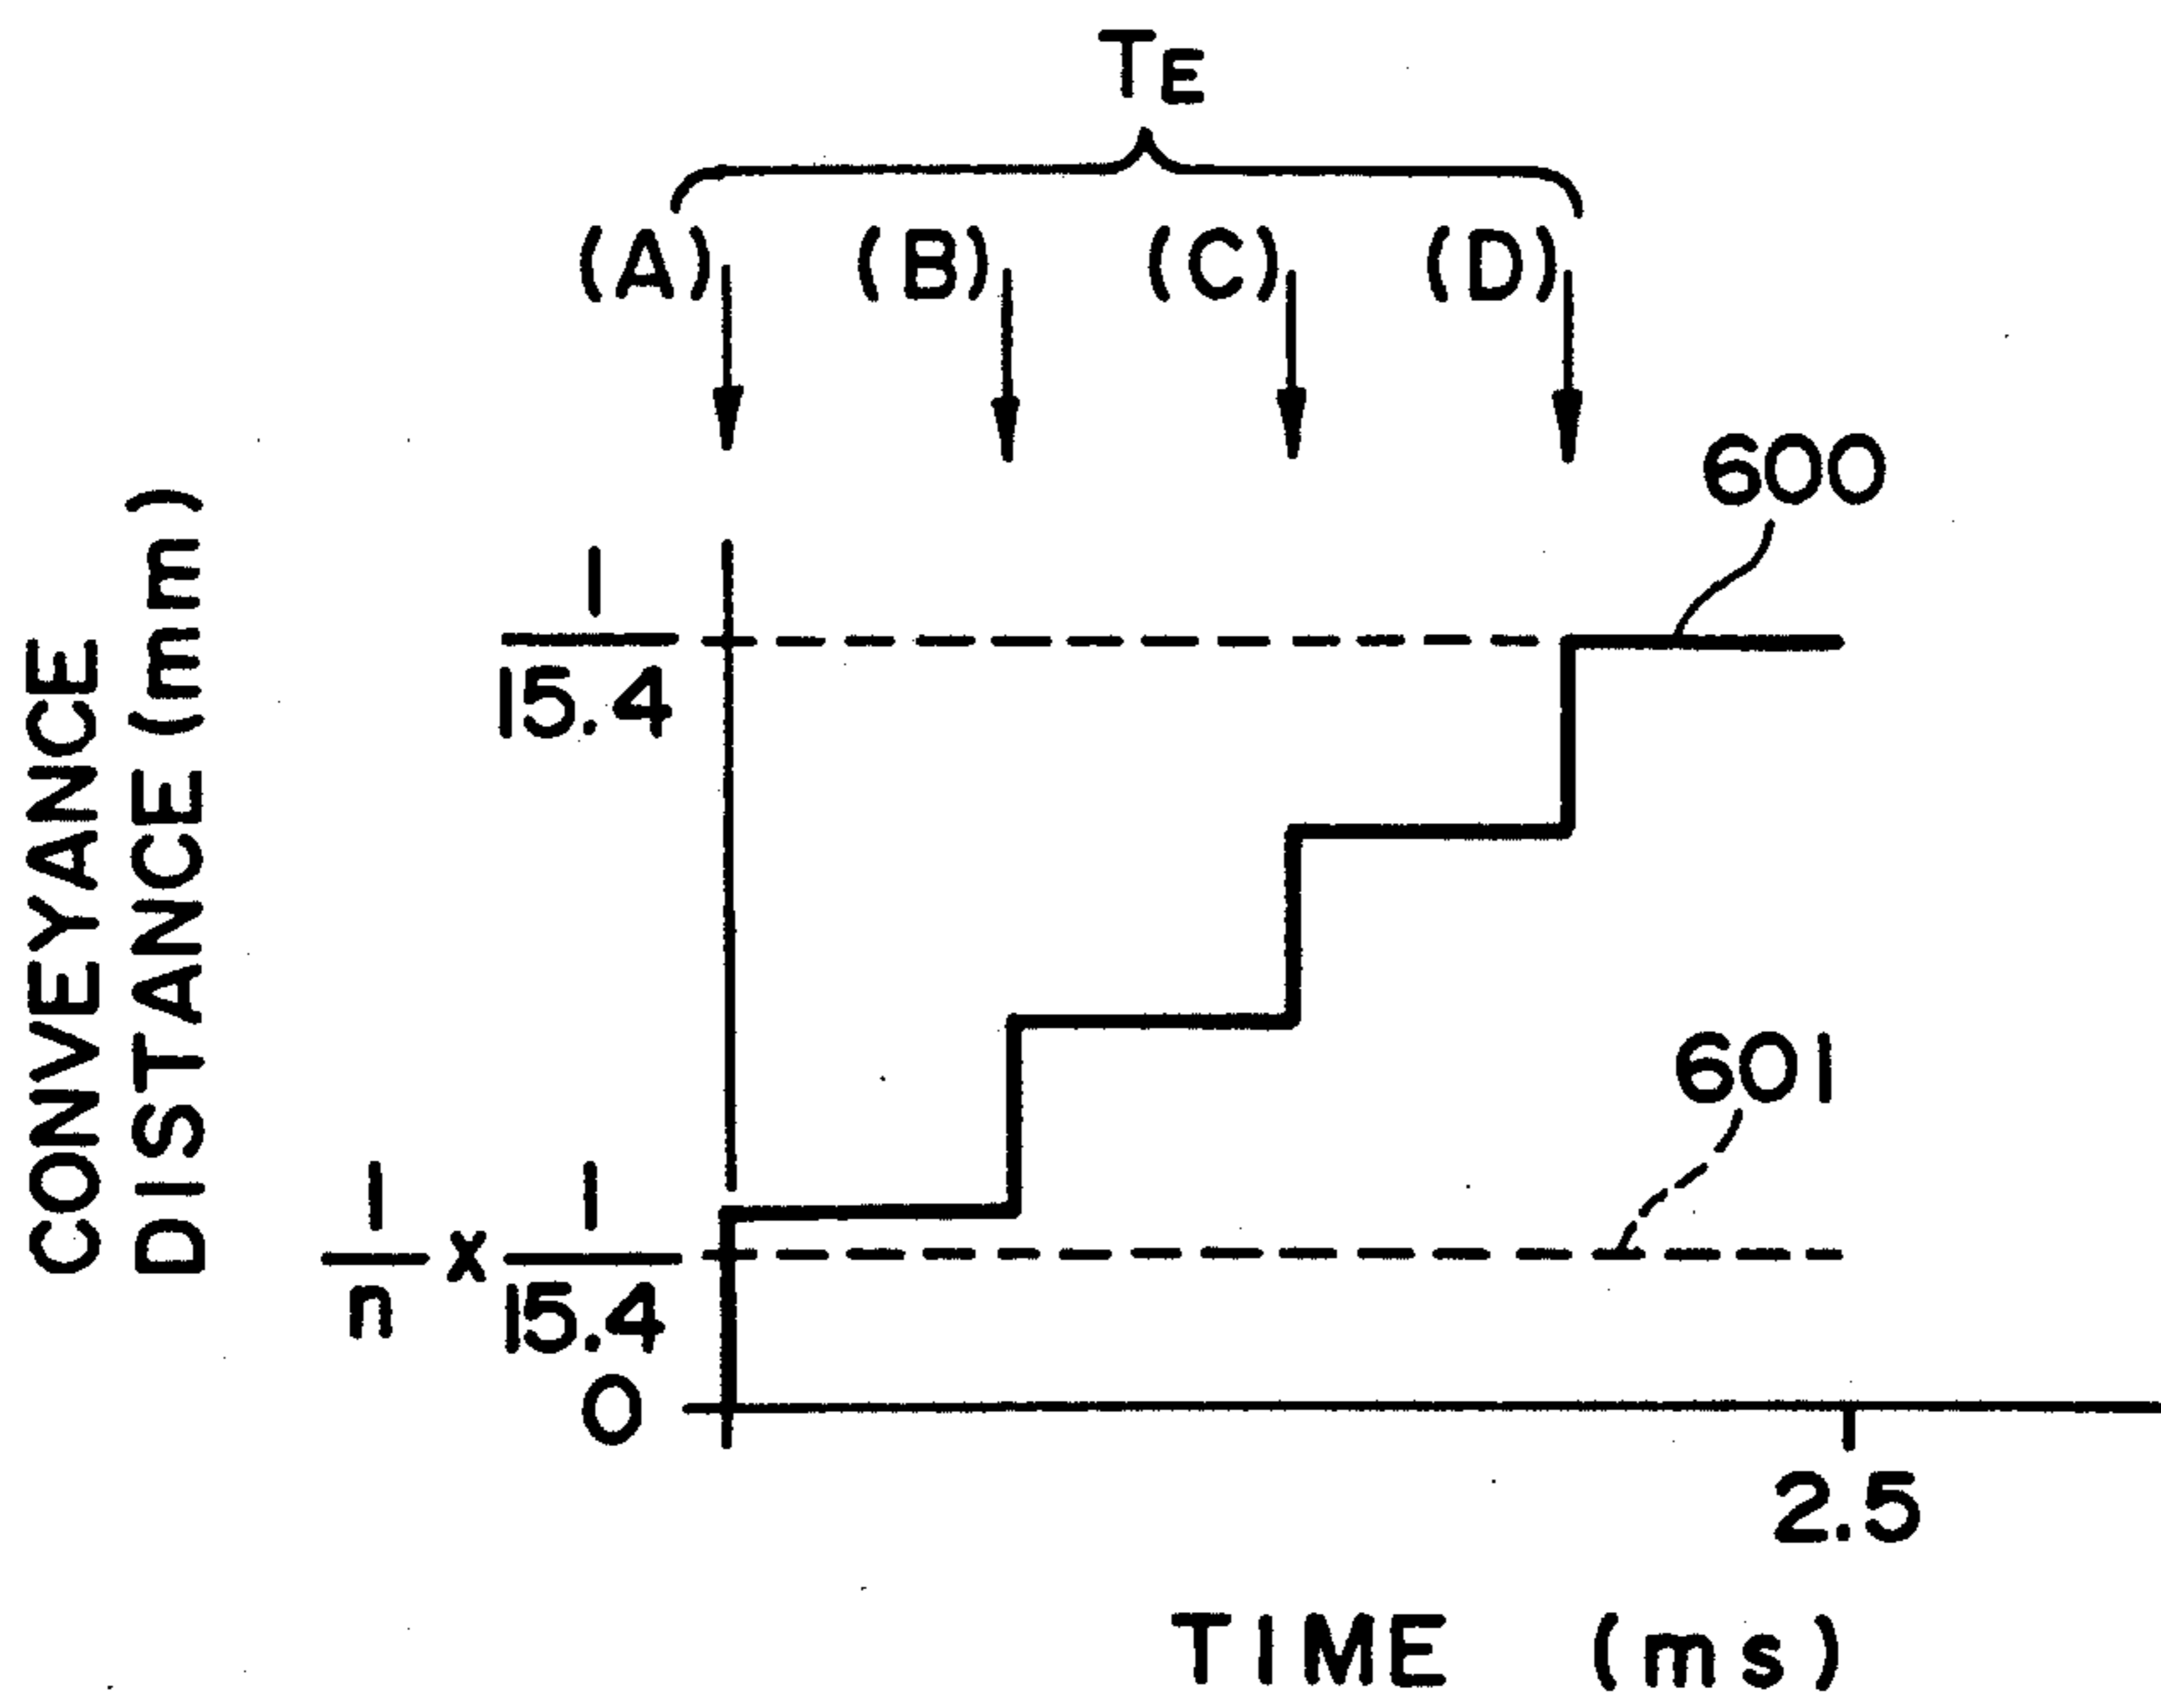 TE
(A) (B) (C) (D)
600
1
15.4
CONVEYANCE
DISTANCE (mm)
601
1 x 1
n 15.4
0
2.5
TIME (ms)